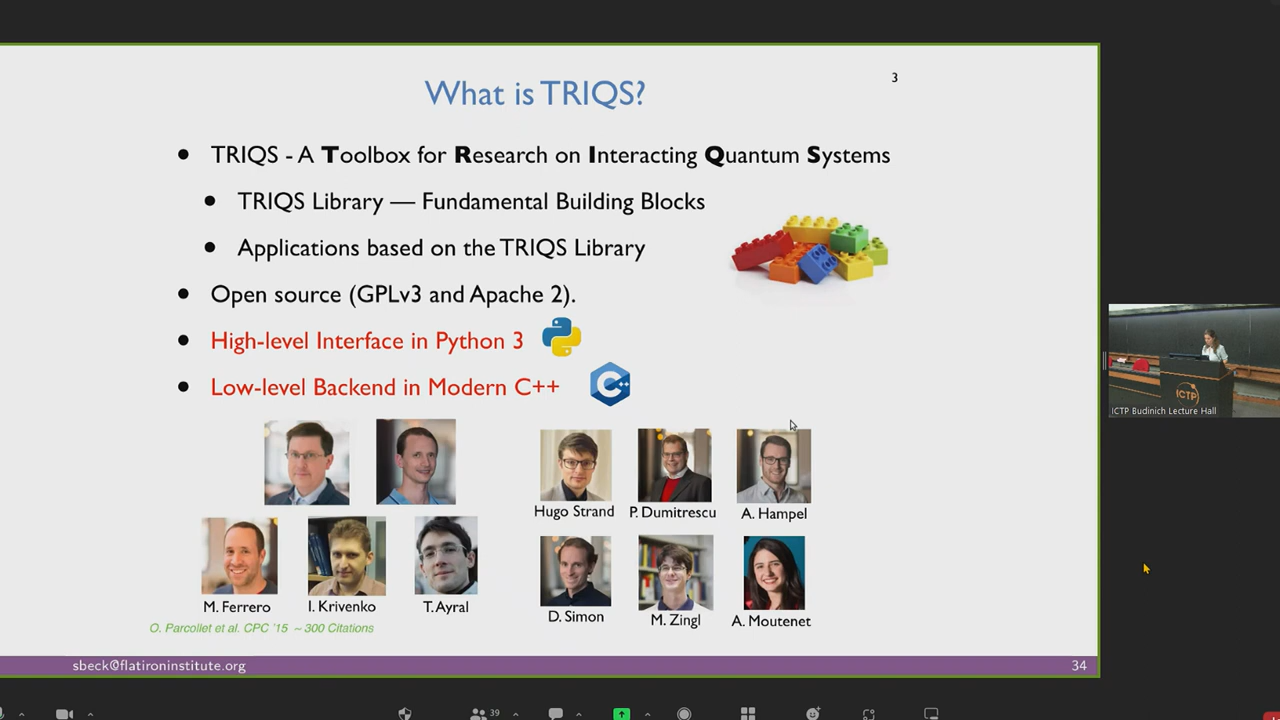 What is TRIQS?
3
TRIQS - A Toolbox for Research on Interacting Quantum Systems
TRIQS Library — Fundamental Building Blocks
Applications based on the TRIQS Library
Open source (GPLv3 and Apache 2).
High-level Interface in Python 3
Low-level Backend in Modern C++
C++
Hugo Strand
P. Dumitrescu
A. Hampel
M. Ferrero
I. Krivenko
T. Ayral
D. Simon
M. Zingl
A. Moutenet
O. Parcollet et al. CPC '15 ~300 Citations
sbeck@flatironinstitute.org
34
ICTP
ICTP Budinich Lecture Hall
39